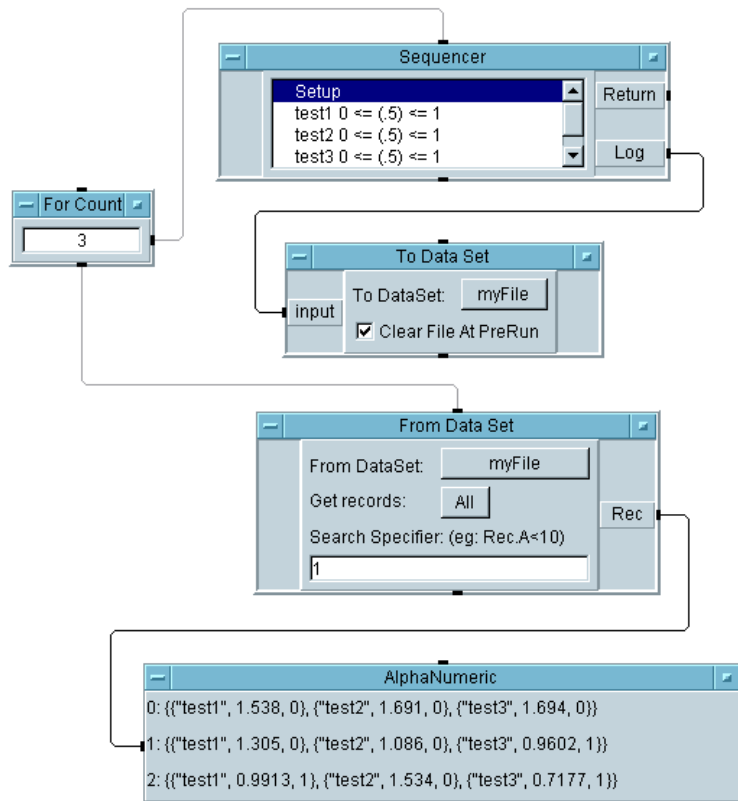 Sequencer
Setup
test1 0 <= (.5) <= 1
test2 0 <= (.5) <= 1
test3 0 <= (.5) <= 1
Return
Log
For Count
3
To Data Set
input
To DataSet: myFile
Clear File At PreRun
From Data Set
From DataSet: myFile
Get records: All
Search Specifier: (eg: Rec.A<10)
1
Rec
AlphaNumeric
0: {{"test1", 1.538, 0}, {"test2", 1.691, 0}, {"test3", 1.694, 0}}
1: {{"test1", 1.305, 0}, {"test2", 1.086, 0}, {"test3", 0.9602, 1}}
2: {{"test1", 0.9913, 1}, {"test2", 1.534, 0}, {"test3", 0.7177, 1}}